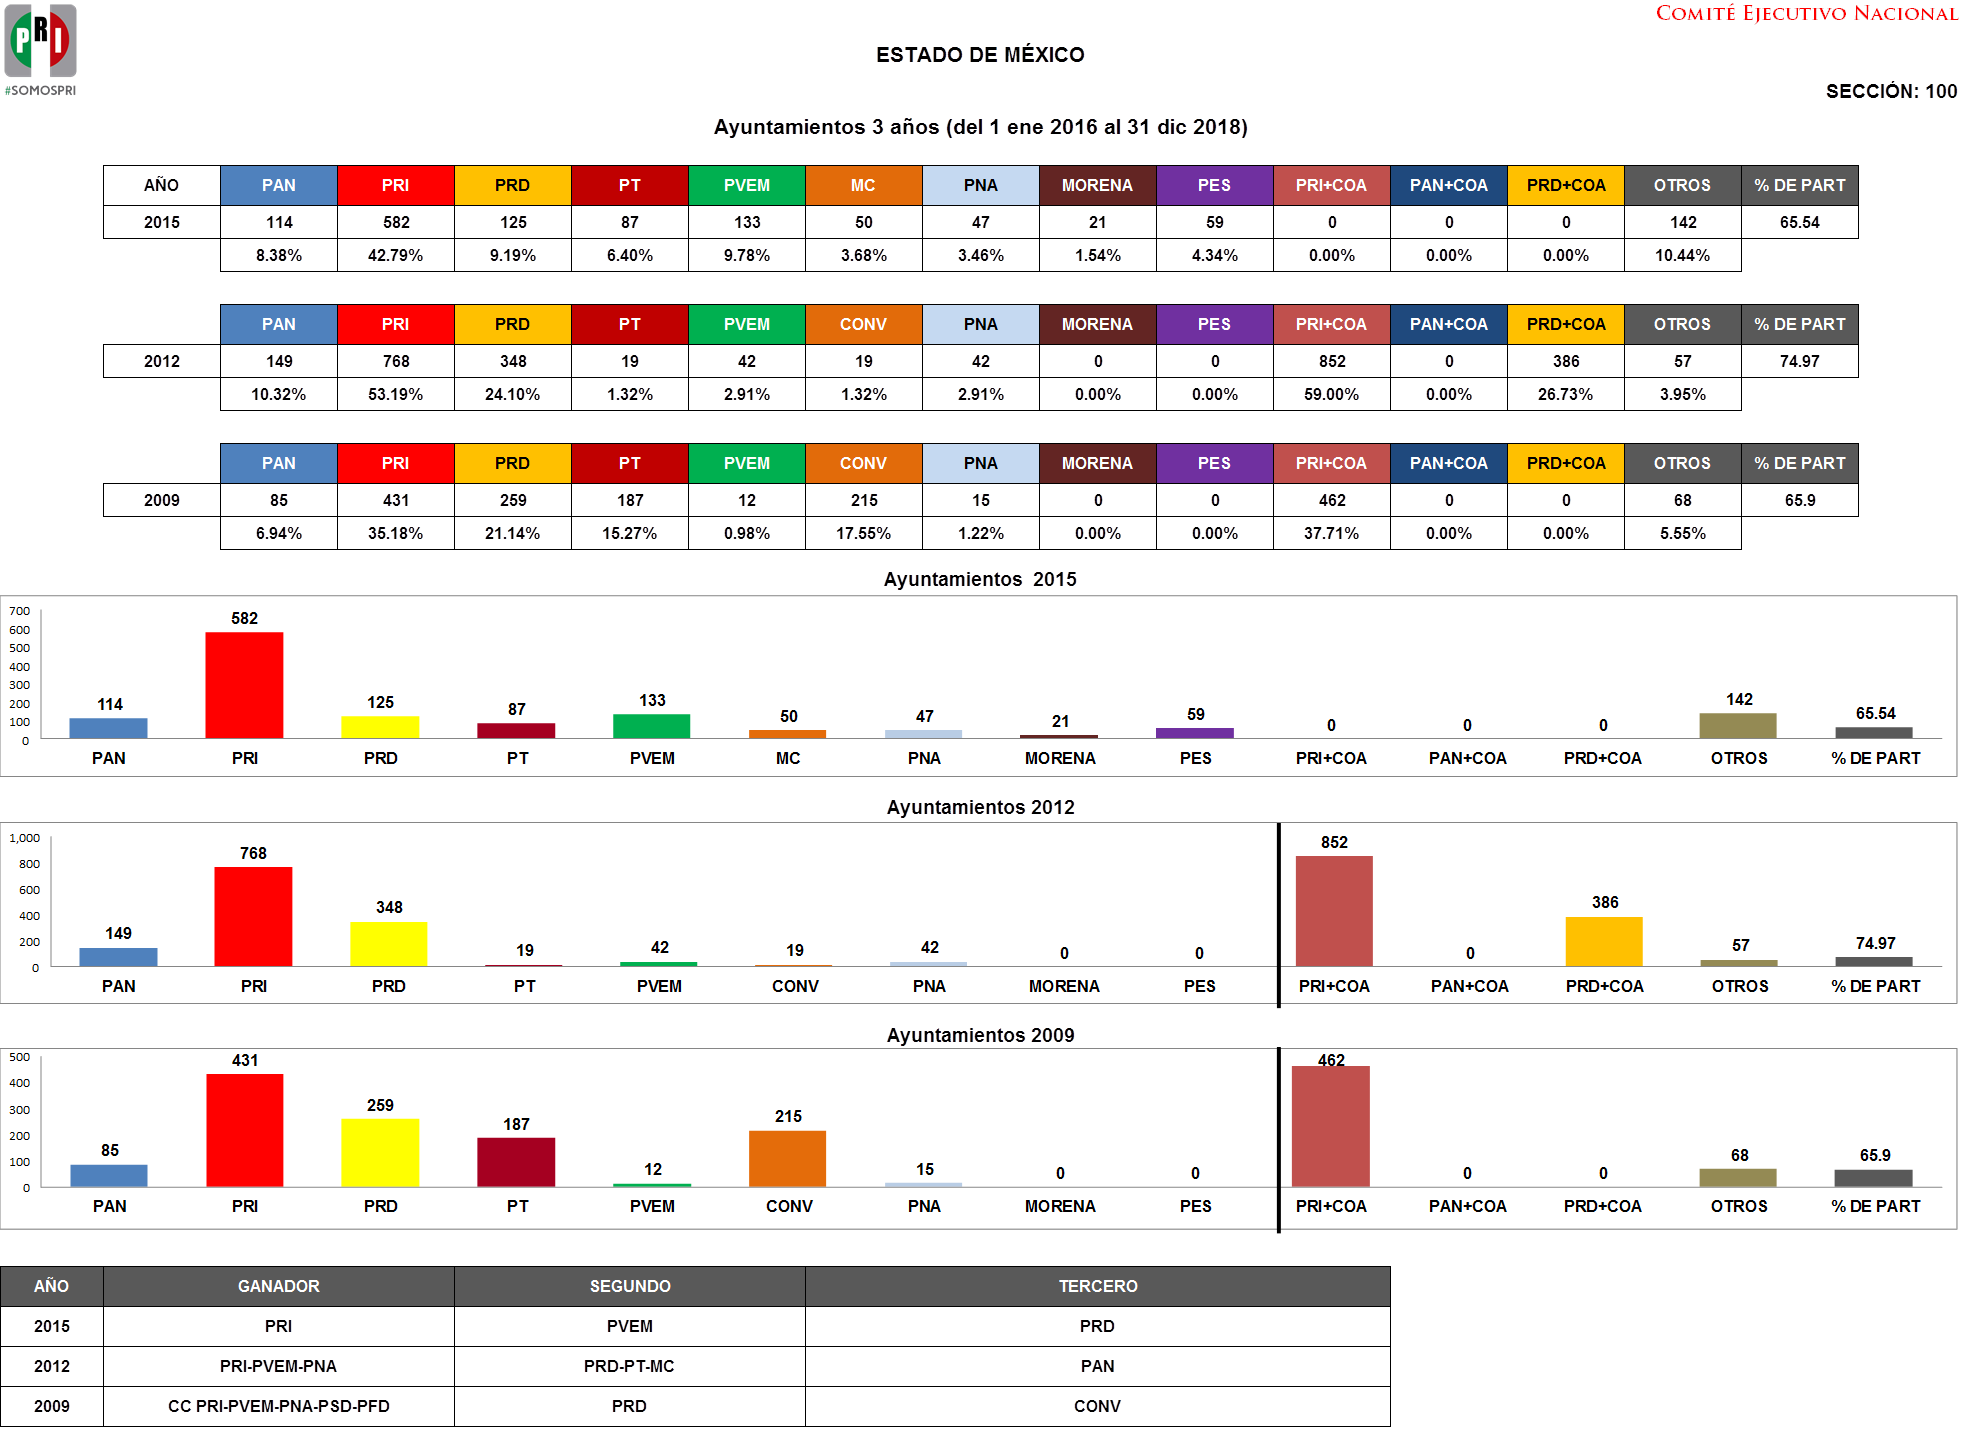 PRI
#SOMOSPRI
COMITÉ EJECUTIVO NACIONAL
ESTADO DE MÉXICO
SECCIÓN: 100
Ayuntamientos 3 años (del 1 ene 2016 al 31 dic 2018)
AÑO PAN PRI PRD PT PVEM MC PNA MORENA PES PRI+COA PAN+COA PRD+COA OTROS % DE PART
2015 114 582 125 87 133 50 47 21 59 0 0 0 142 65.54
8.38% 42.79% 9.19% 6.40% 9.78% 3.68% 3.46% 1.54% 4.34% 0.00% 0.00% 0.00% 10.44%
PAN PRI PRD PT PVEM CONV PNA MORENA PES PRI+COA PAN+COA PRD+COA OTROS % DE PART
2012 149 768 348 19 42 19 42 0 0 852 0 386 57 74.97
10.32% 53.19% 24.10% 1.32% 2.91% 1.32% 2.91% 0.00% 0.00% 59.00% 0.00% 26.73% 3.95%
PAN PRI PRD PT PVEM CONV PNA MORENA PES PRI+COA PAN+COA PRD+COA OTROS % DE PART
2009 85 431 259 187 12 215 15 0 0 462 0 0 68 65.9
6.94% 35.18% 21.14% 15.27% 0.98% 17.55% 1.22% 0.00% 0.00% 37.71% 0.00% 0.00% 5.55%
Ayuntamientos 2015
700
600
500
400
300
200
100
0
114 582 125 87 133 50 47 21 59 0 0 0 142 65.54
PAN PRI PRD PT PVEM MC PNA MORENA PES PRI+COA PAN+COA PRD+COA OTROS % DE PART
Ayuntamientos 2012
1,000
800
600
400
200
0
149 768 348 19 42 19 42 0 0 852 0 386 57 74.97
PAN PRI PRD PT PVEM CONV PNA MORENA PES PRI+COA PAN+COA PRD+COA OTROS % DE PART
Ayuntamientos 2009
500
400
300
200
100
0
85 431 259 187 12 215 15 0 0 462 0 0 68 65.9
PAN PRI PRD PT PVEM CONV PNA MORENA PES PRI+COA PAN+COA PRD+COA OTROS % DE PART
AÑO GANADOR SEGUNDO TERCERO
2015 PRI PVEM PRD
2012 PRI-PVEM-PNA PRD-PT-MC PAN
2009 CC PRI-PVEM-PNA-PSD-PFD PRD CONV